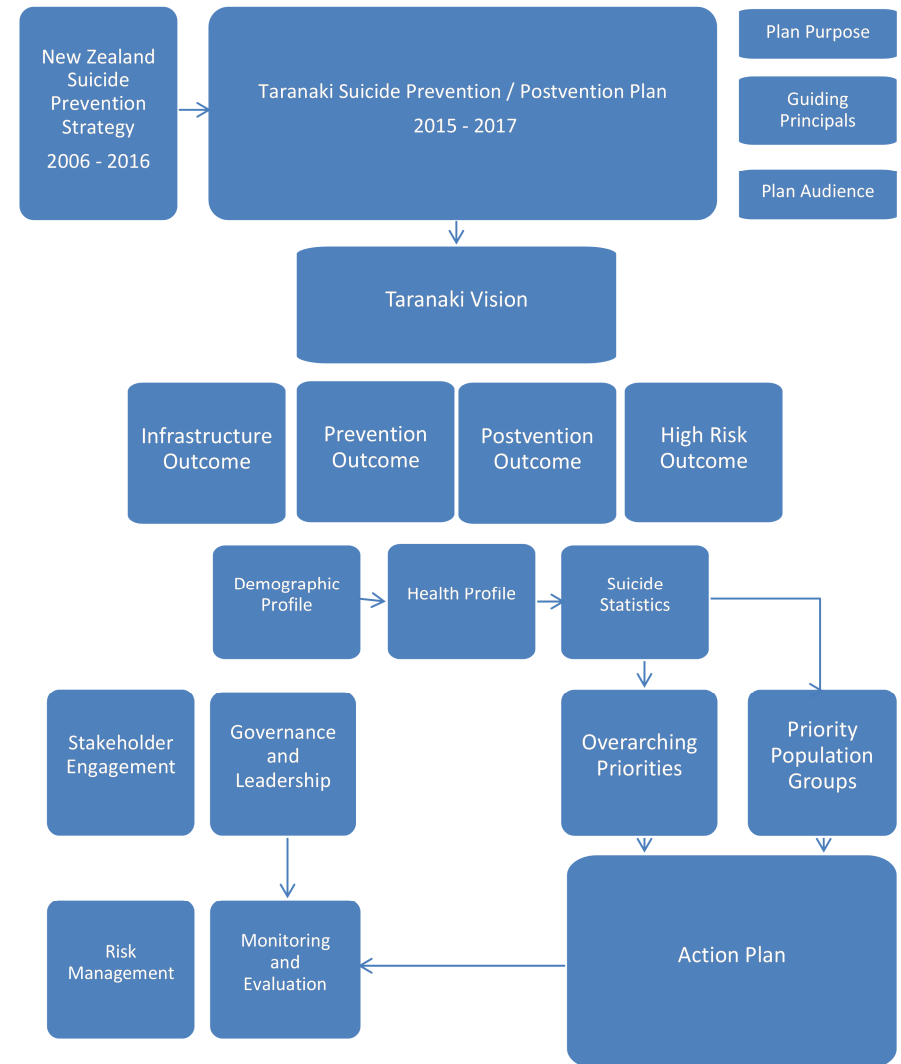 New Zealand
Suicide
Prevention
Strategy
2006 - 2016
Taranaki Suicide Prevention / Postvention Plan
2015 - 2017
Plan Purpose
Guiding
Principals
Plan Audience
Taranaki Vision
Infrastructure
Outcome
Prevention
Outcome
Postvention
Outcome
High Risk
Outcome
Demographic
Profile
Health Profile
Suicide
Statistics
Stakeholder
Engagement
Governance
and
Leadership
Overarching
Priorities
Priority
Population
Groups
Risk
Management
Monitoring
and
Evaluation
Action Plan